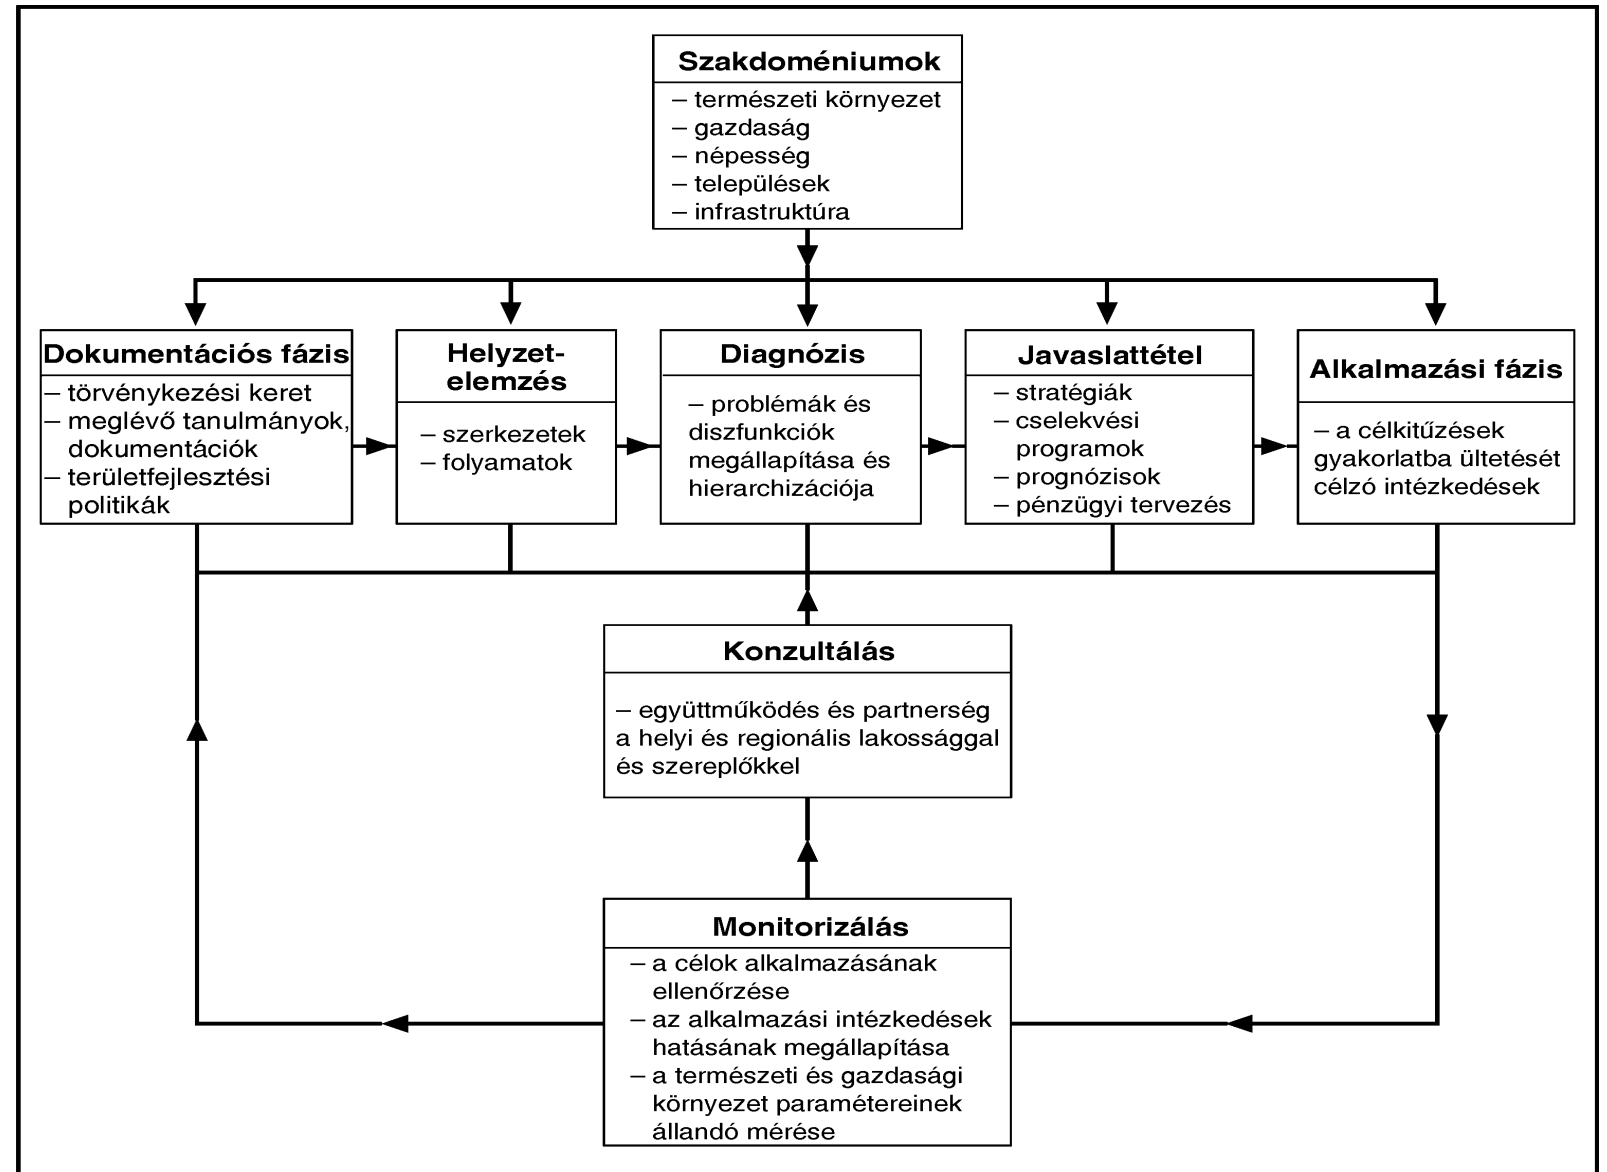 Szakdoméniumok
– természeti környezet
– gazdaság
– népesség
– települések
– infrastruktúra
Dokumentációs fázis
– törvénykezési keret
– meglévő tanulmányok,
dokumentációk
– területfejlesztési
politikák
Helyzet-
elemzés
– szerkezetek
– folyamatok
Diagnózis
– problémák és
diszfunkciók
megállapítása és
hierarchizációja
Javaslattétel
– stratégiák
– cselekvési
programok
– prognózisok
– pénzügyi tervezés
Alkalmazási fázis
– a célkitűzések
gyakorlatba ültetését
célzó intézkedések
Konzultálás
– együttműködés és partnerség
a helyi és regionális lakossággal
és szereplőkkel
Monitorizálás
– a célok alkalmazásának
ellenőrzése
– az alkalmazási intézkedések
hatásának megállapítása
– a természeti és gazdasági
környezet paramétereinek
állandó mérése